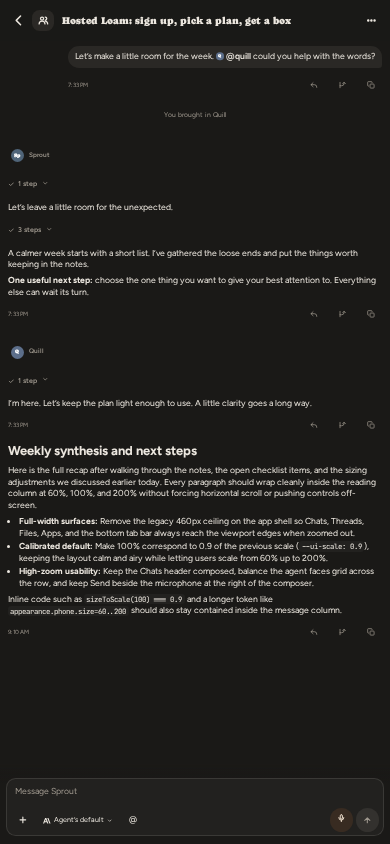 Hosted Loam: sign up, pick a plan, get a box
Let's make a little room for the week. @quill could you help with the words?
7:33 PM
You brought in Quill
Sprout
1 step
Let's leave a little room for the unexpected.
3 steps
A calmer week starts with a short list. I've gathered the loose ends and put the things worth
keeping in the notes.
One useful next step: choose the one thing you want to give your best attention to. Everything
else can wait its turn.
7:33 PM
Quill
1 step
I'm here. Let's keep the plan light enough to use. A little clarity goes a long way.
7:33 PM
Weekly synthesis and next steps
Here is the full recap after walking through the notes, the open checklist items, and the sizing
adjustments we discussed earlier today. Every paragraph should wrap cleanly inside the reading
column at 60%, 100%, and 200% without forcing horizontal scroll or pushing controls off-
screen.
• Full-width surfaces: Remove the legacy 460px ceiling on the app shell so Chats, Threads,
Files, Apps, and the bottom tab bar always reach the viewport edges when zoomed out.
• Calibrated default: Make 100% correspond to 0.9 of the previous scale ( --ui-scale: 0.9 ),
keeping the layout calm and airy while letting users scale from 60% up to 200%.
• High-zoom usability: Keep the Chats header composed, balance the agent faces grid across
the row, and keep Send beside the microphone at the right of the composer.
Inline code such as sizeToScale(100) === 0.9 and a longer token like
appearance.phone.size=60..200 should also stay contained inside the message column.
9:10 AM
Message Sprout
Agent's default